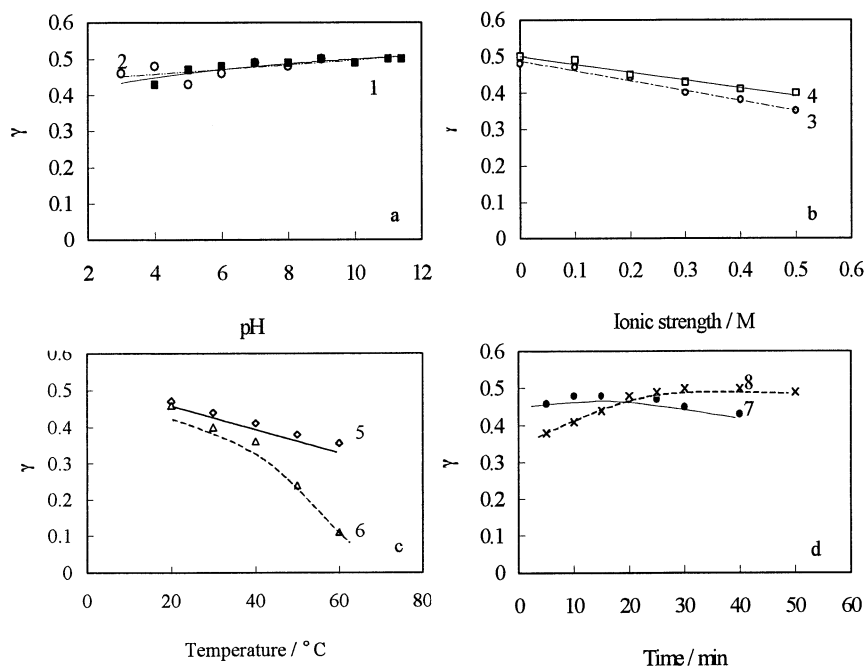 0.6 0.6
0.5 2 0.5
0.4 1 0.4 4
γ 0.3 γ 0.3 3
0.2 0.2
0.1 a 0.1 b
0 0
2 4 6 8 10 12 0 0.1 0.2 0.3 0.4 0.5 0.6
pH Ionic strength / M
0.6 0.6
0.5 0.5 8
0.4 5 0.4 7
γ 0.3 γ 0.3
0.2 0.2
0.1 6 c 0.1 d
0 0
0 20 40 60 80 0 10 20 30 40 50 60
Temperature / °C Time / min